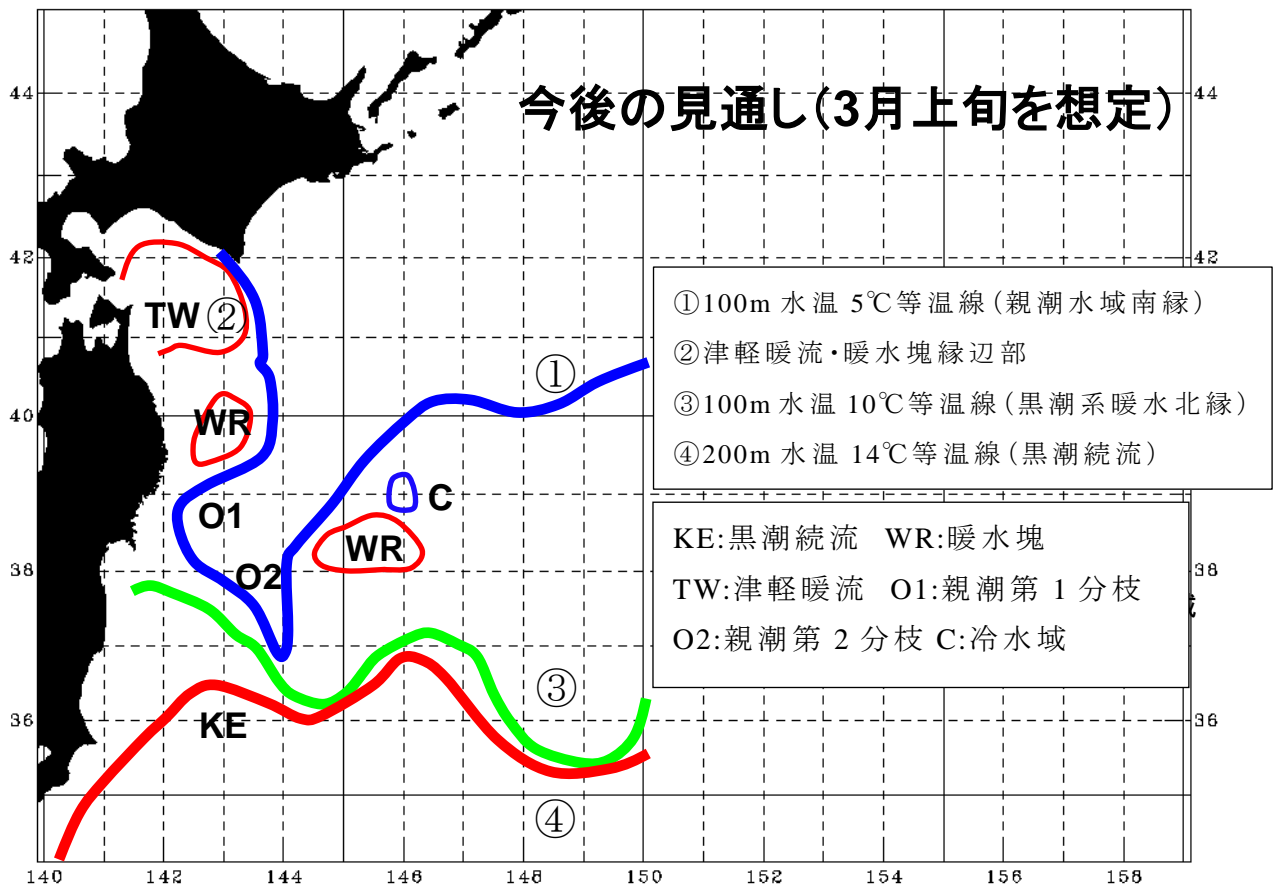 今後の見通し(3月上旬を想定)
44
44
42
42
40
38
38
36
36
TW ②
WR
O1
O2
①
C
WR
③
KE
④
①100m 水温 5℃等温線(親潮水域南縁)
②津軽暖流・暖水塊縁辺部
③100m 水温 10℃等温線(黒潮系暖水北縁)
④200m 水温 14℃等温線(黒潮続流)
KE:黒潮続流 WR:暖水塊
TW:津軽暖流 O1:親潮第 1 分枝
O2:親潮第 2 分枝 C:冷水域
140 142 144 146 148 150 152 154 156 158